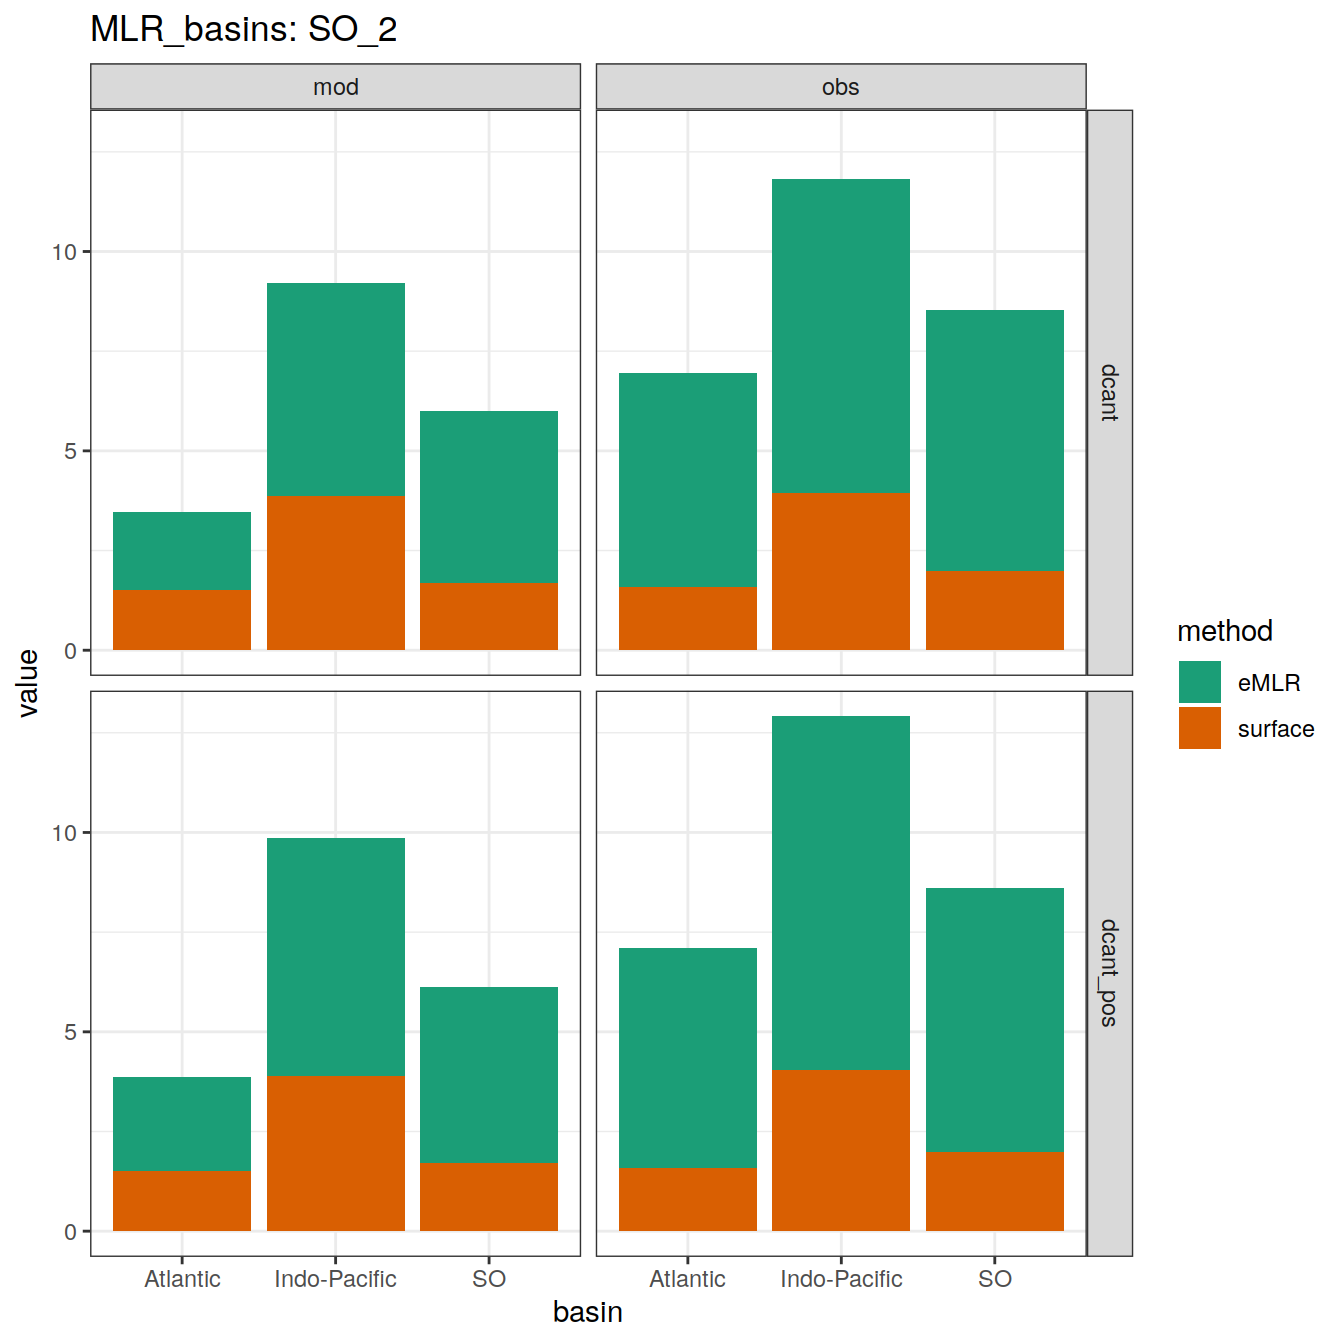 MLR_basins: SO_2
mod
obs
10
5
0
dcant
10
5
0
dcant_pos
value
Atlantic
Indo-Pacific
SO
Atlantic
Indo-Pacific
SO
basin
method
eMLR
surface